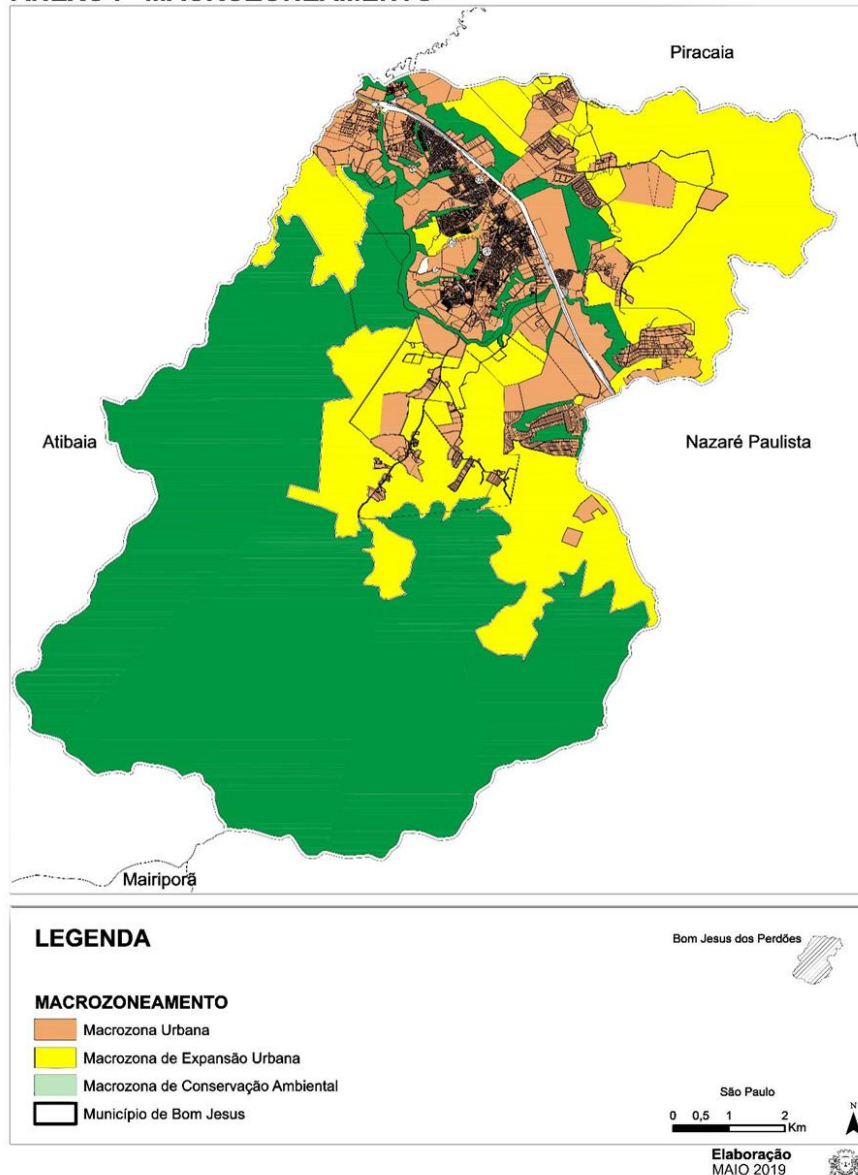 Piracaia
Atibaia
Nazaré Paulista
Mairiporã
LEGENDA
Bom Jesus dos Perdões
MACROZONEAMENTO
Macrozona Urbana
Macrozona de Expansão Urbana
Macrozona de Conservação Ambiental
Município de Bom Jesus
São Paulo
0 0,5 1 2
Km
N
Elaboração
MAIO 2019